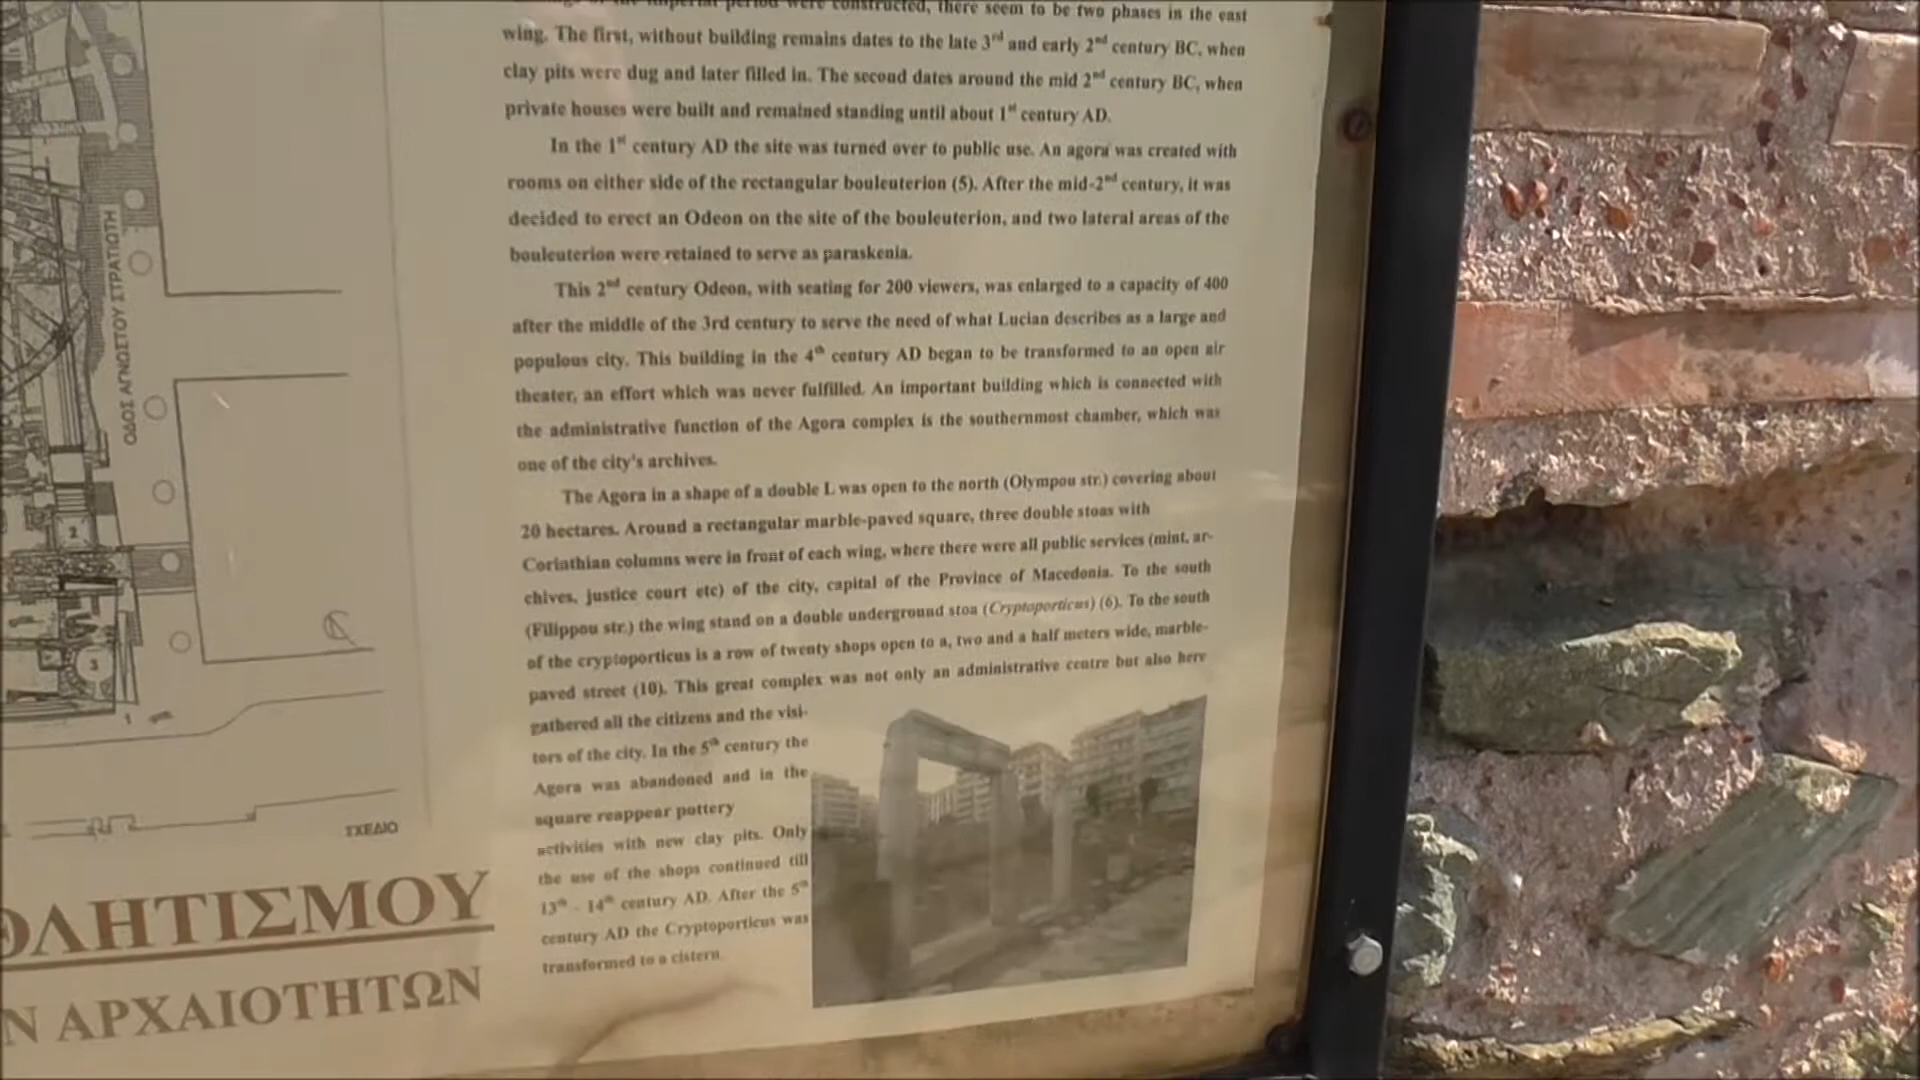 the imperial period were constructed, there seem to be two phases in the east
wing. The first, without building remains dates to the late 3rd and early 2nd century BC, when
clay pits were dug and later filled in. The second dates around the mid 2nd century BC, when
private houses were built and remained standing until about 1st century AD.
In the 1st century AD the site was turned over to public use. An agora was created with
rooms on either side of the rectangular bouleuterion (5). After the mid-2nd century, it was
decided to erect an Odeon on the site of the bouleuterion, and two lateral areas of the
bouleuterion were retained to serve as paraskenia.
This 2nd century Odeon, with seating for 200 viewers, was enlarged to a capacity of 400
after the middle of the 3rd century to serve the need of what Lucian describes as a large and
populous city. This building in the 4th century AD began to be transformed to an open air
theater, an effort which was never fulfilled. An important building which is connected with
the administrative function of the Agora complex is the southernmost chamber, which was
one of the city's archives.
The Agora in a shape of a double L was open to the north (Olympou str.) covering about
20 hectares. Around a rectangular marble-paved square, three double stoas with
Corinthian columns were in front of each wing, where there were all public services (mint, ar-
chives, justice court etc) of the city, capital of the Province of Macedonia. To the south
(Filippou str.) the wing stand on a double underground stoa (Cryptoporticus) (6). To the south
of the cryptoporticus is a row of twenty shops open to a, two and a half meters wide, marble-
paved street (10). This great complex was not only an administrative centre but also here
gathered all the citizens and the visi-
tors of the city. In the 5th century the
Agora was abandoned and in the
square reappear pottery
activities with new clay pits. Only
the use of the shops continued till
13th - 14th century AD. After the 5th
century AD the Cryptoporticus was
transformed to a cistern.
ΟΔΟΣ ΑΓΝΩΣΤΟΥ ΣΤΡΑΤΙΩΤΗ
2
3
1
ΣΧΕΔΙΟ
ΘΛΗΤΙΣΜΟΥ
Ν ΑΡΧΑΙΟΤΗΤΩΝ